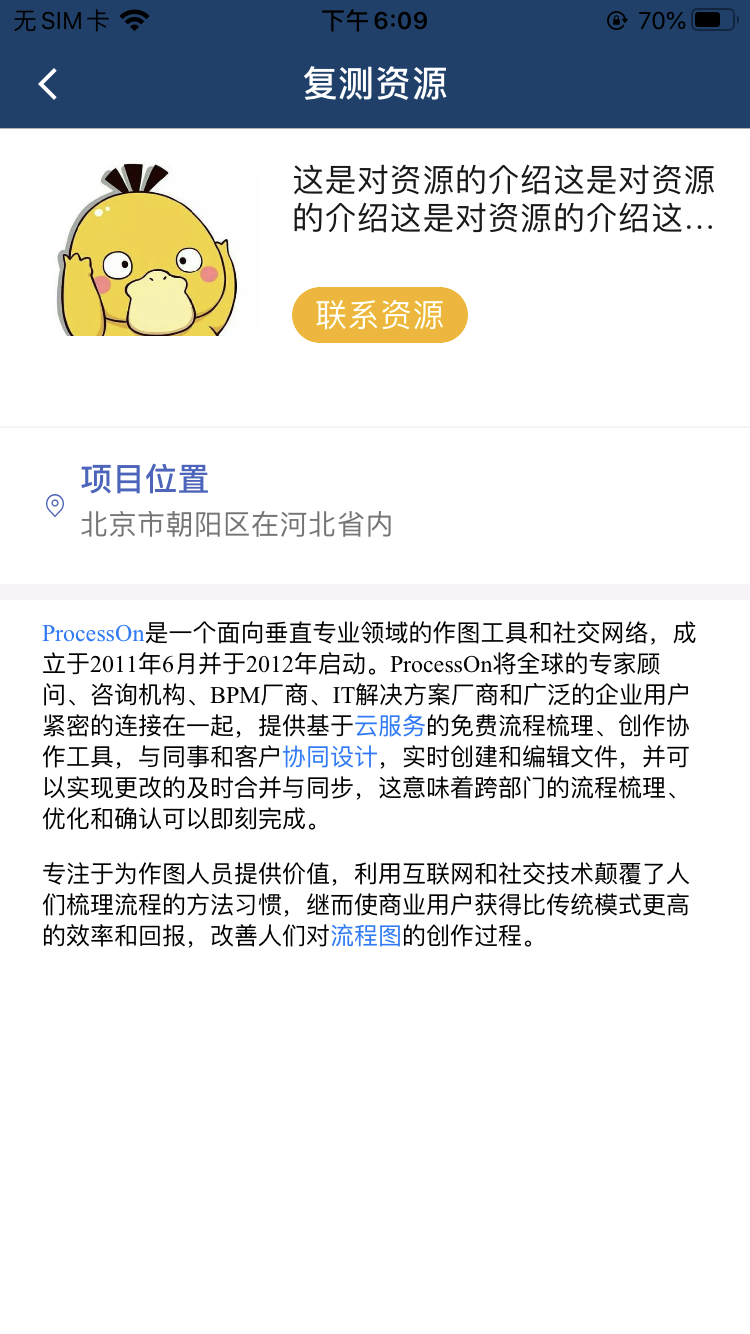 无SIM卡 下午6:09 70%
复测资源
这是对资源的介绍这是对资源
的介绍这是对资源的介绍这...
联系资源
项目位置
北京市朝阳区在河北省内
ProcessOn是一个面向垂直专业领域的作图工具和社交网络，成
立于2011年6月并于2012年启动。ProcessOn将全球的专家顾
问、咨询机构、BPM厂商、IT解决方案厂商和广泛的企业用户
紧密的连接在一起，提供基于云服务的免费流程梳理、创作协
作工具，与同事和客户协同设计，实时创建和编辑文件，并可
以实现更改的及时合并与同步，这意味着跨部门的流程梳理、
优化和确认可以即刻完成。
专注于为作图人员提供价值，利用互联网和社交技术颠覆了人
们梳理流程的方法习惯，继而使商业用户获得比传统模式更高
的效率和回报，改善人们对流程图的创作过程。